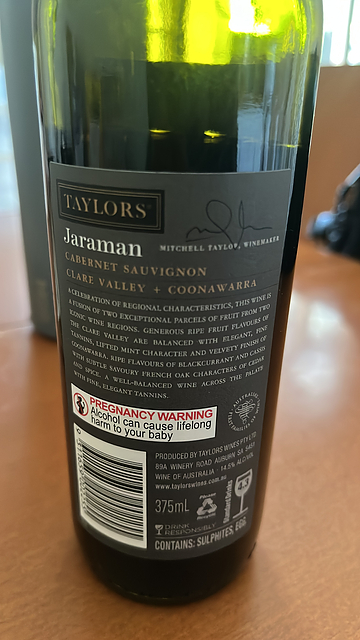 TAYLORS
Jaraman
MITCHELL TAYLOR, WINEMAKER
CABERNET SAUVIGNON
CLARE VALLEY + COONAWARRA
A CELEBRATION OF REGIONAL CHARACTERISTICS, THIS WINE IS
A FUSION OF TWO EXCEPTIONAL PARCELS OF FRUIT FROM TWO
ICONIC WINE REGIONS. GENEROUS RIPE FRUIT FLAVOURS OF
THE CLARE VALLEY ARE BALANCED WITH ELEGANT, FINE
TANNINS, LIFTED MINT CHARACTER AND VELVETY FINISH OF
COONAWARRA. RIPE FLAVOURS OF BLACKCURRANT AND CASSIS
WITH SUBTLE SAVOURY FRENCH OAK CHARACTERS OF CEDAR
AND SPICE. A WELL-BALANCED WINE ACROSS THE PALATE
WITH FINE, ELEGANT TANNINS.
PREGNANCY WARNING
Alcohol can cause lifelong
harm to your baby
PRODUCED BY TAYLORS WINES PTY LTD
89A WINERY ROAD AUBURN SA 5451
WINE OF AUSTRALIA · 14.5% ALC/VOL
www.taylorswines.com.au
375mL
Please
Recycle
4.3
Standard Drinks
DRINK
RESPONSIBLY
CONTAINS: SULPHITES, EGG